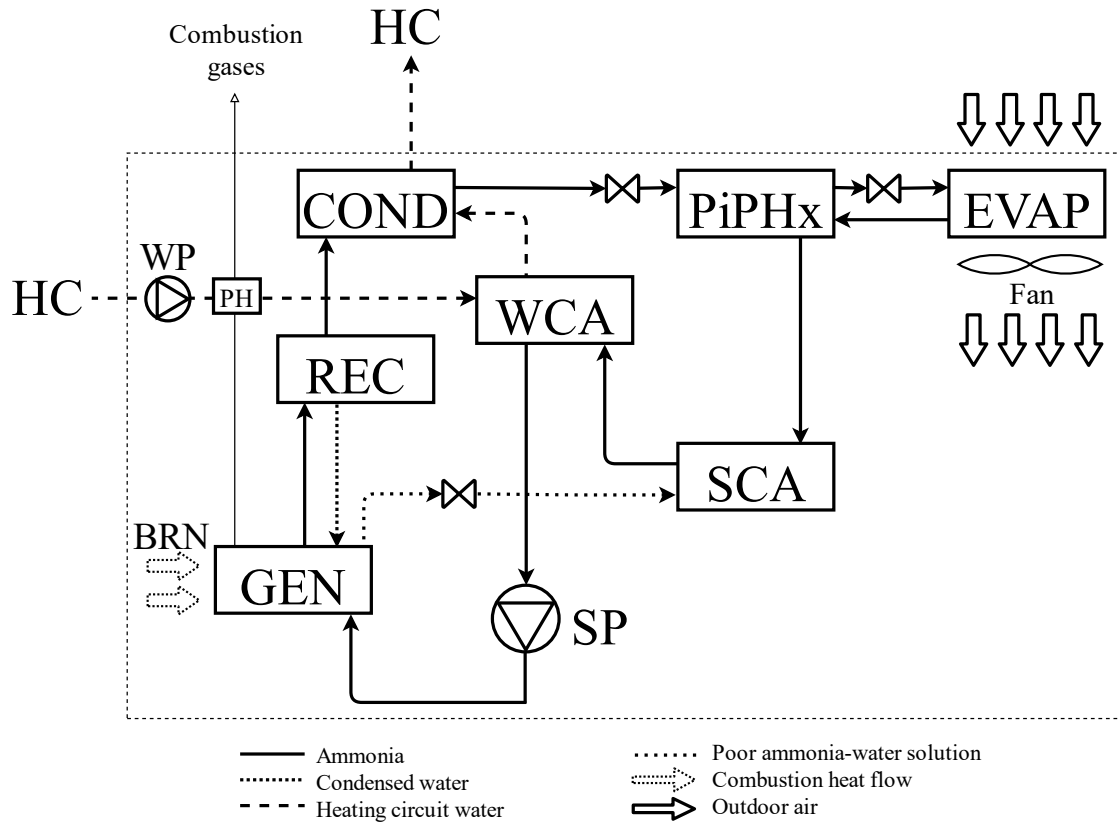 HC
Combustion
gases
COND
PiPHx
EVAP
WP
HC
PH
WCA
Fan
REC
SCA
BRN
GEN
SP
Ammonia
Condensed water
Heating circuit water
Poor ammonia-water solution
Combustion heat flow
Outdoor air